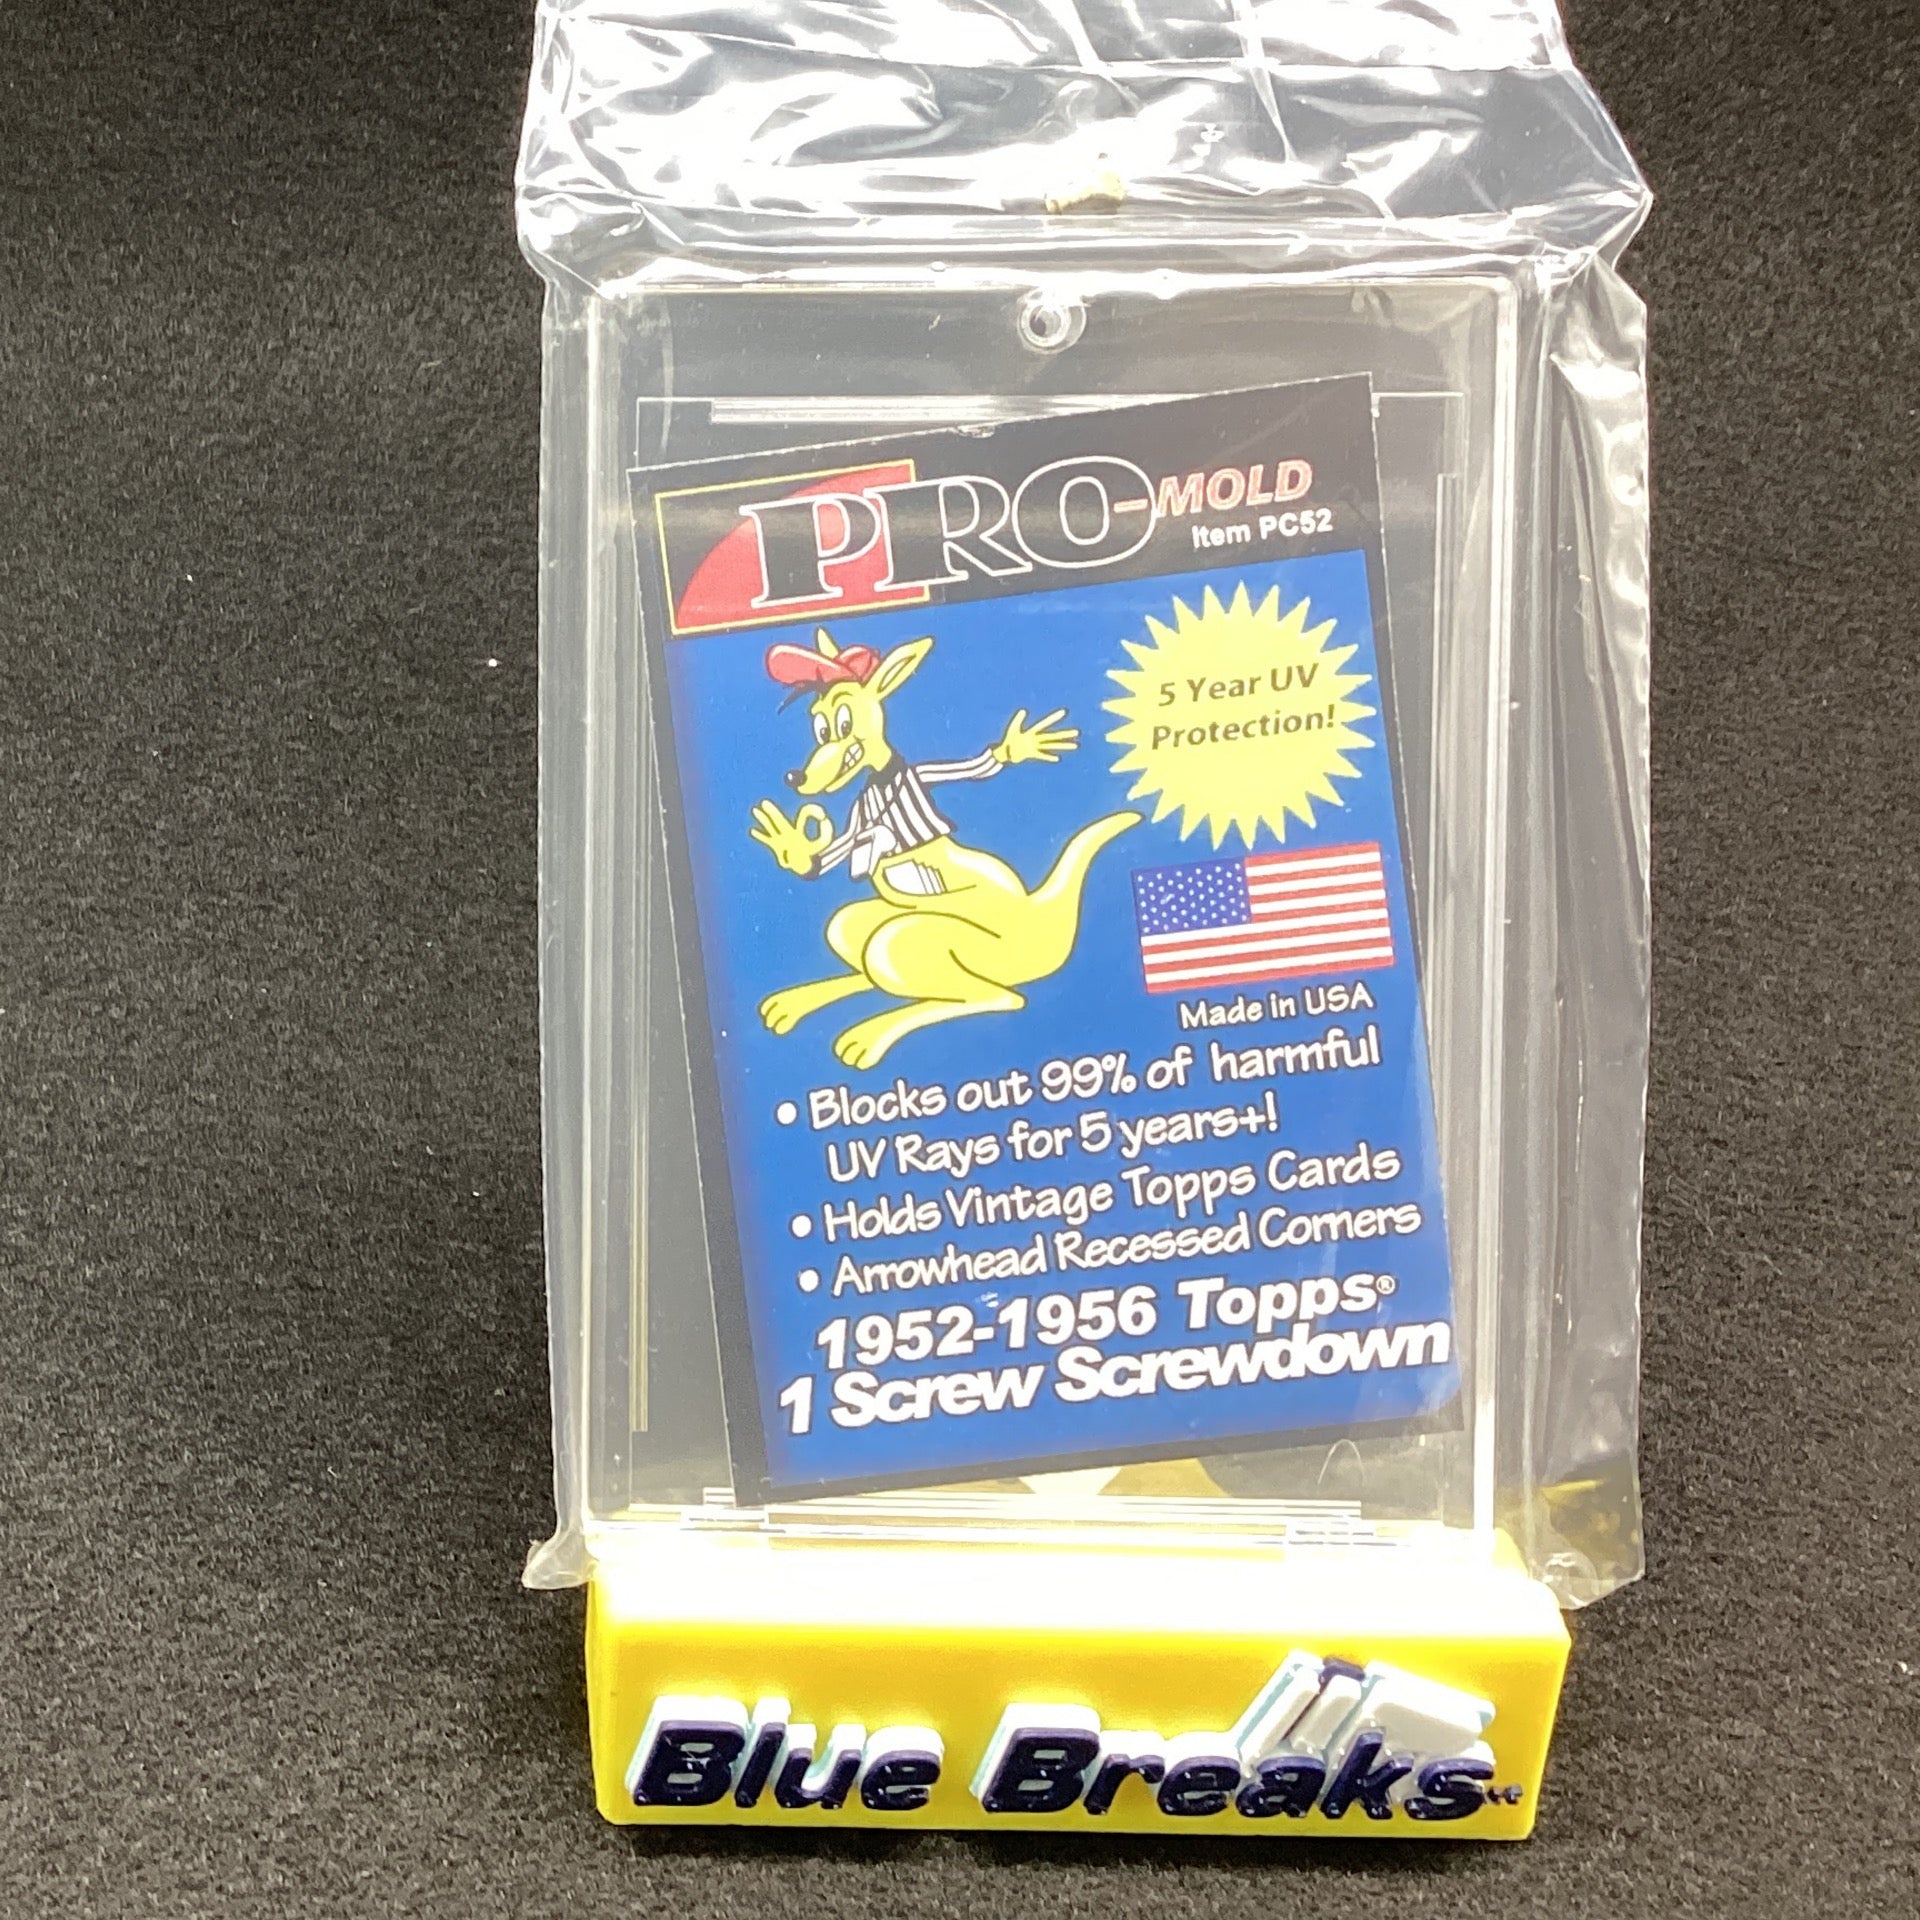 PRO-MOLD
Item PC52
5 Year UV
Protection!
Made in USA
• Blocks out 99% of harmful
UV Rays for 5 years+!
• Holds Vintage Topps Cards
• Arrowhead Recessed Corners
1952-1956 Topps®
1 Screw Screwdown
Blue Breaks